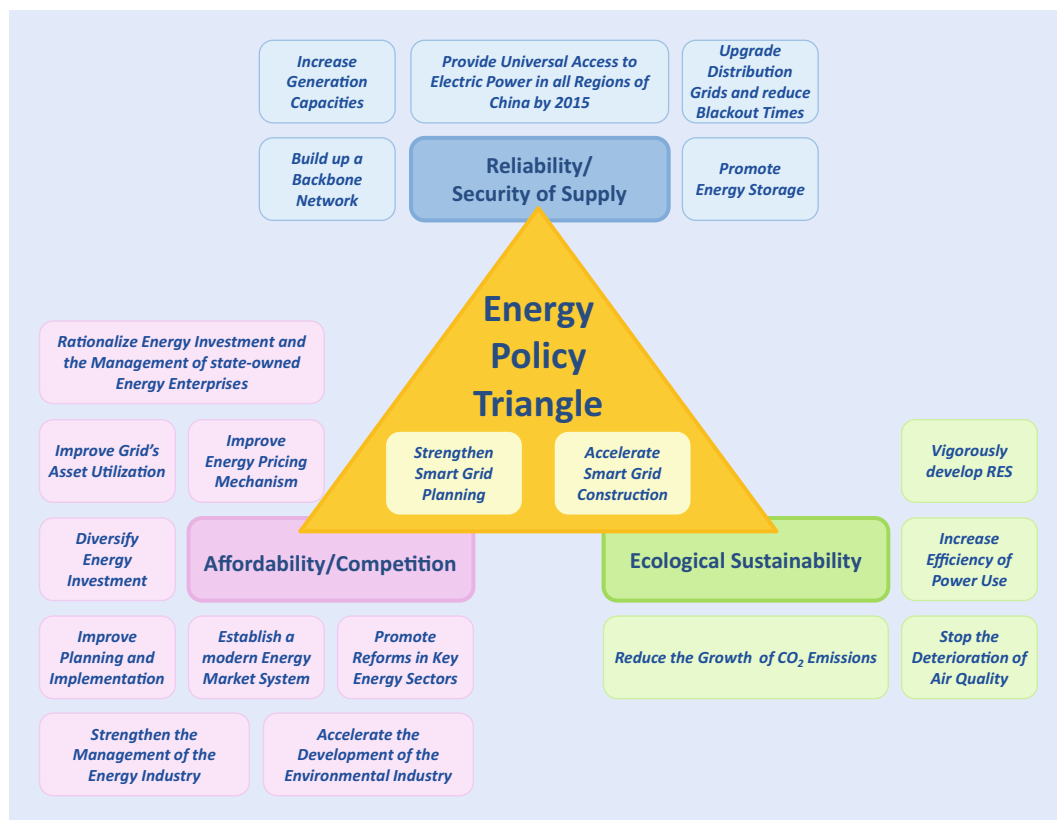 Increase
Generation
Capacities
Provide Universal Access to
Electric Power in all Regions of
China by 2015
Upgrade
Distribution
Grids and reduce
Blackout Times
Build up a
Backbone
Network
Reliability/
Security of Supply
Promote
Energy Storage
Energy
Policy
Triangle
Strengthen
Smart Grid
Planning
Accelerate
Smart Grid
Construction
Rationalize Energy Investment and
the Management of state-owned
Energy Enterprises
Improve Grid's
Asset Utilization
Improve
Energy Pricing
Mechanism
Diversify
Energy
Investment
Affordability/Competition
Improve
Planning and
Implementation
Establish a
modern Energy
Market System
Promote
Reforms in Key
Energy Sectors
Strengthen the
Management of the
Energy Industry
Accelerate the
Development of the
Environmental Industry
Vigorously
develop RES
Ecological Sustainability
Increase
Efficiency of
Power Use
Reduce the Growth of CO₂ Emissions
Stop the
Deterioration of
Air Quality